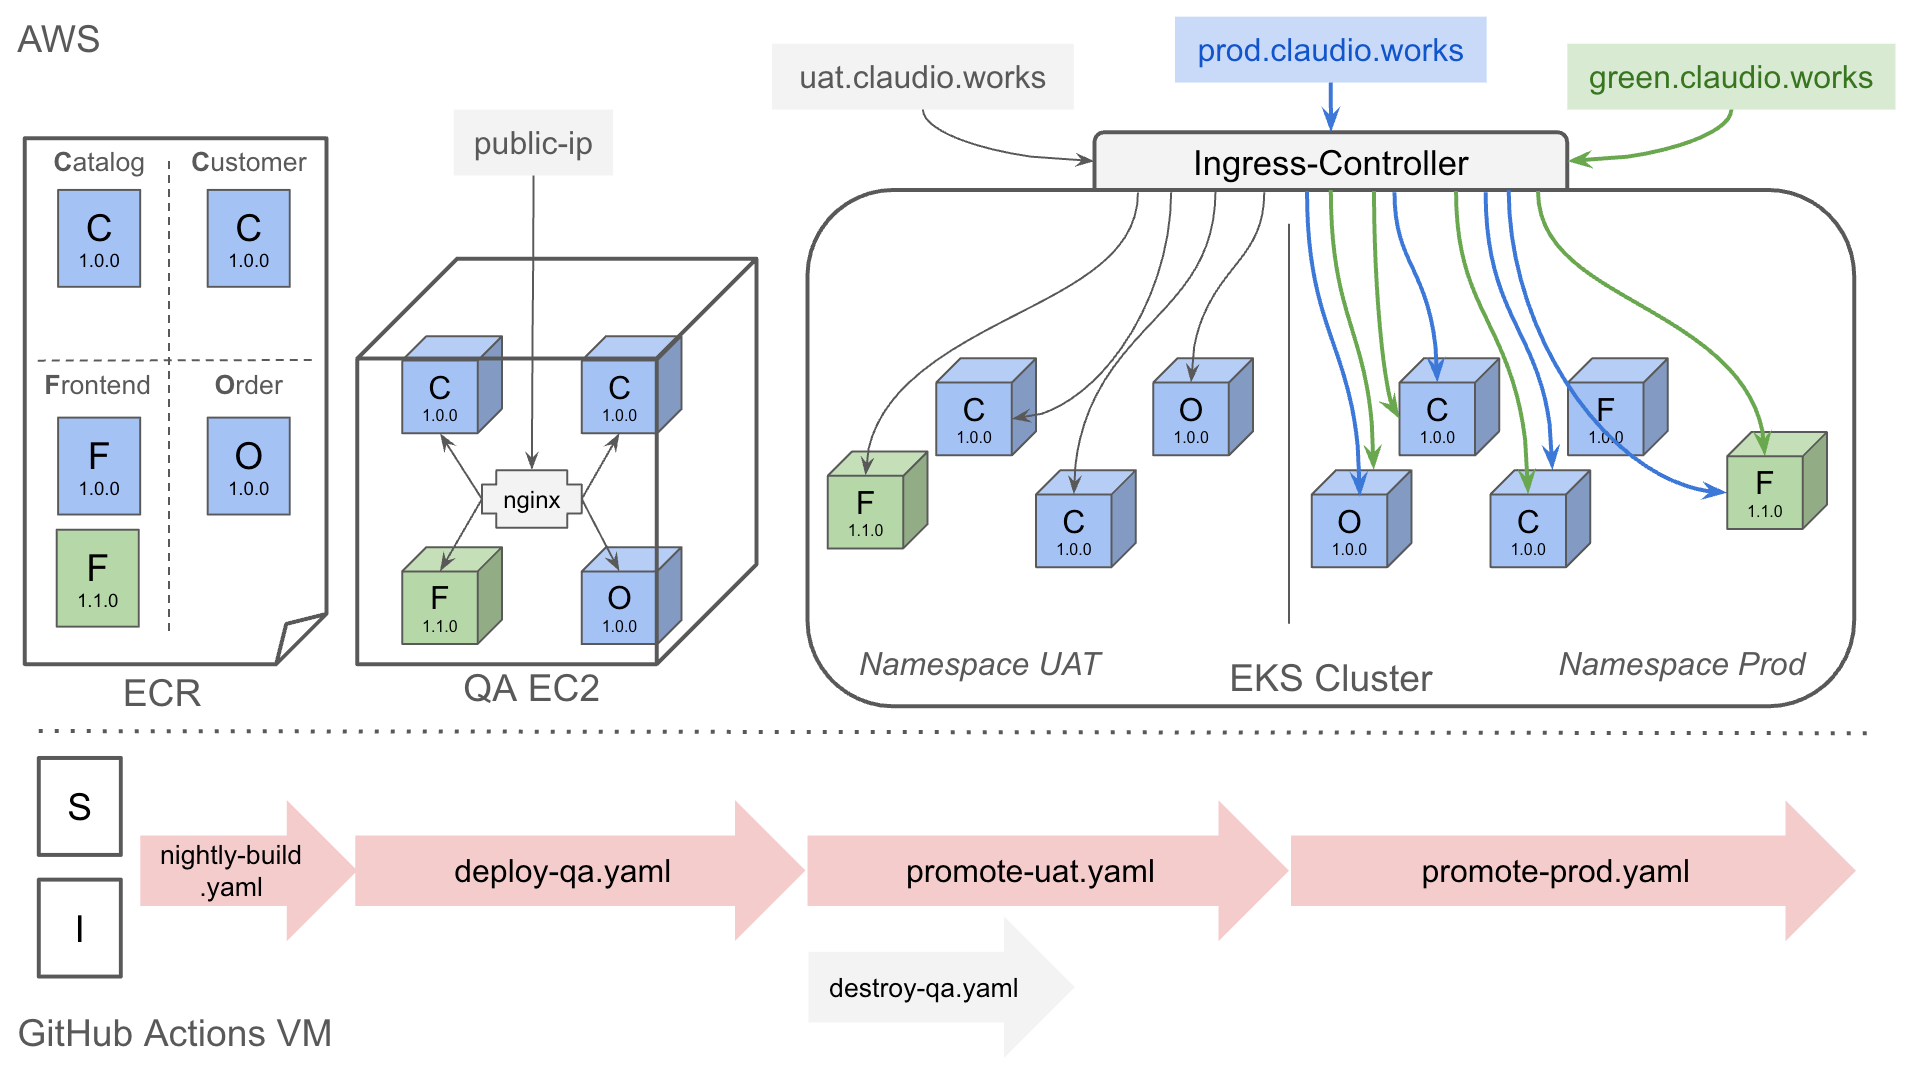 AWS
uat.claudio.works
prod.claudio.works
green.claudio.works
public-ip
Ingress-Controller
Catalog
Customer
C
1.0.0
C
1.0.0
Frontend
Order
F
1.0.0
O
1.0.0
F
1.1.0
ECR
C
1.0.0
C
1.0.0
nginx
F
1.1.0
O
1.0.0
QA EC2
C
1.0.0
O
1.0.0
F
1.1.0
C
1.0.0
Namespace UAT
C
1.0.0
F
1.0.0
F
1.1.0
O
1.0.0
C
1.0.0
EKS Cluster
Namespace Prod
S
I
nightly-build
.yaml
deploy-qa.yaml
promote-uat.yaml
promote-prod.yaml
destroy-qa.yaml
GitHub Actions VM